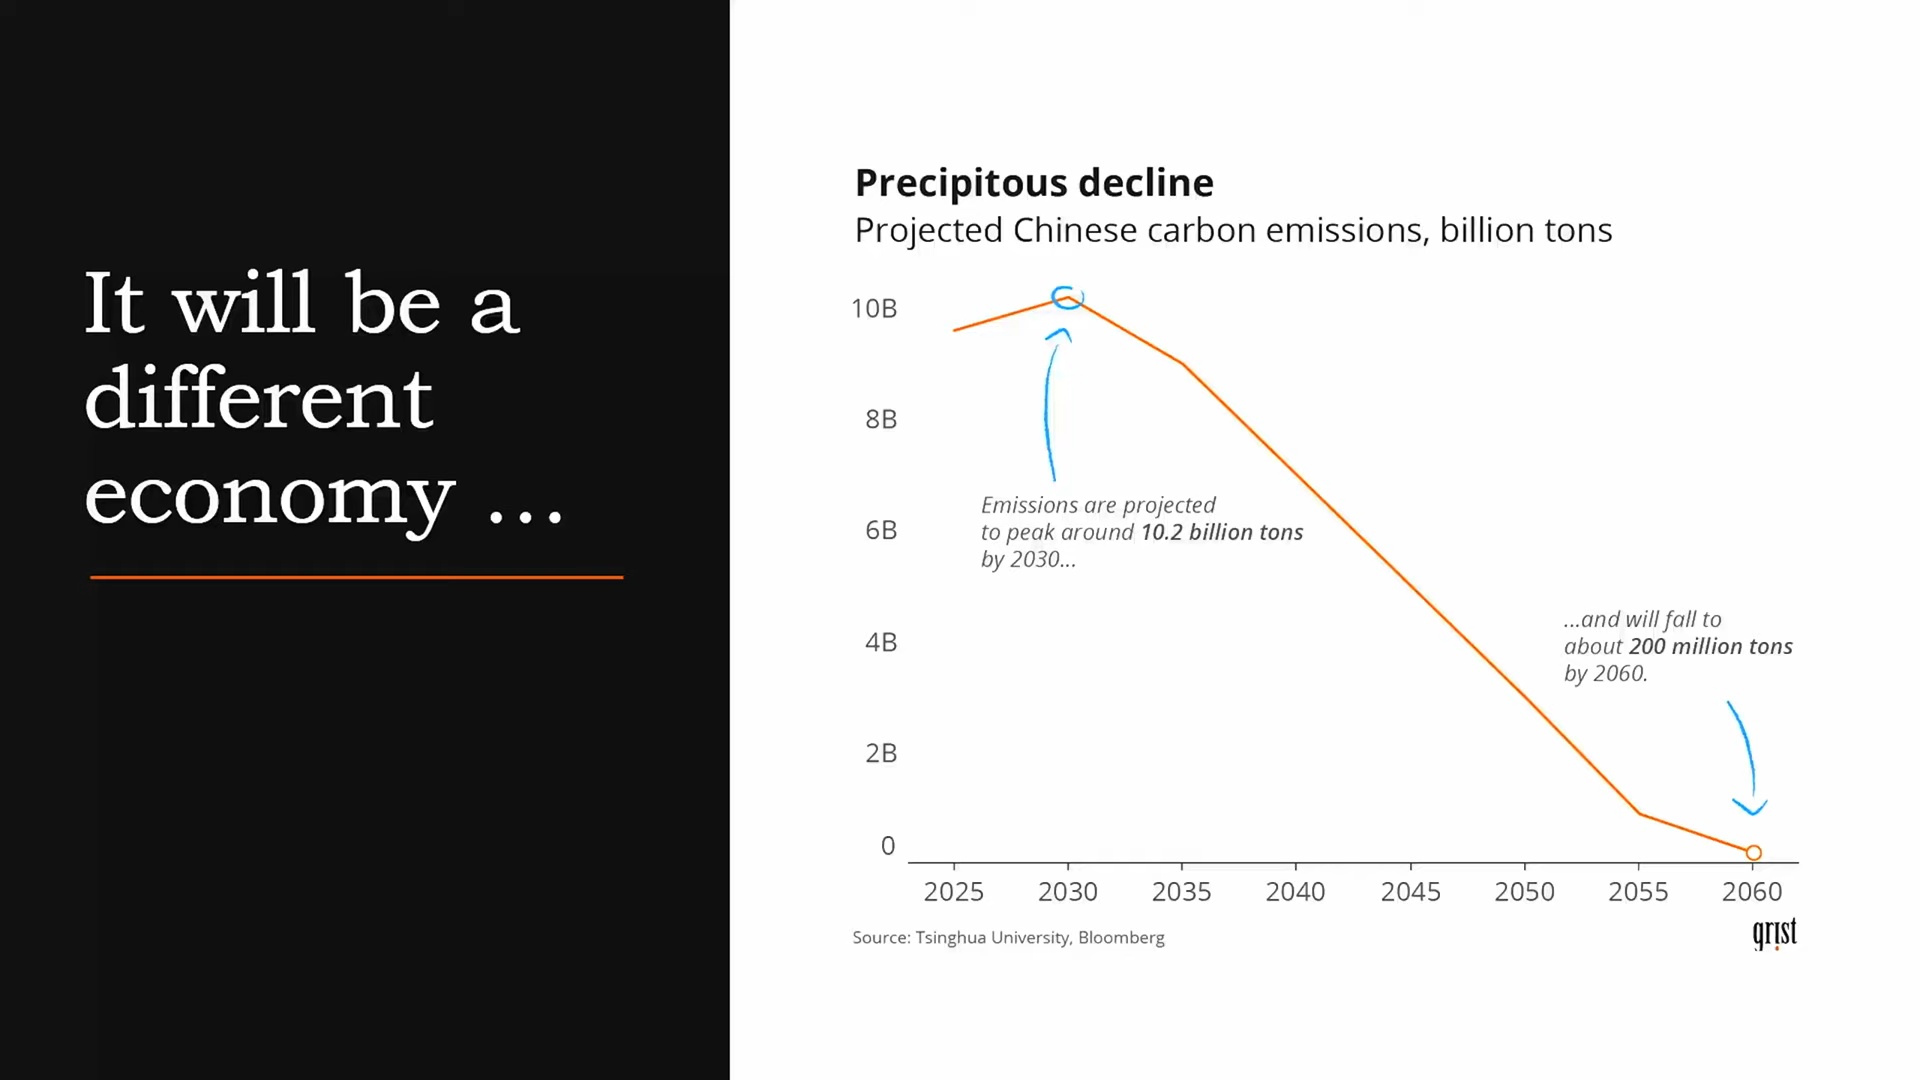 It will be a
different
economy ...
Precipitous decline
Projected Chinese carbon emissions, billion tons
10B
8B
6B
4B
2B
0
Emissions are projected
to peak around 10.2 billion tons
by 2030...
...and will fall to
about 200 million tons
by 2060.
2025 2030 2035 2040 2045 2050 2055 2060
Source: Tsinghua University, Bloomberg
grist